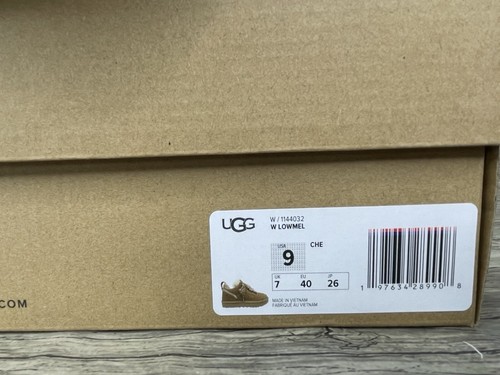 UGG
W / 1144032
W LOWMEL
USA
9
CHE
UK EU JP
7 40 26
MADE IN VIETNAM
FABRIQUÉ AU VIETNAM
1 97634 28990 8
.COM